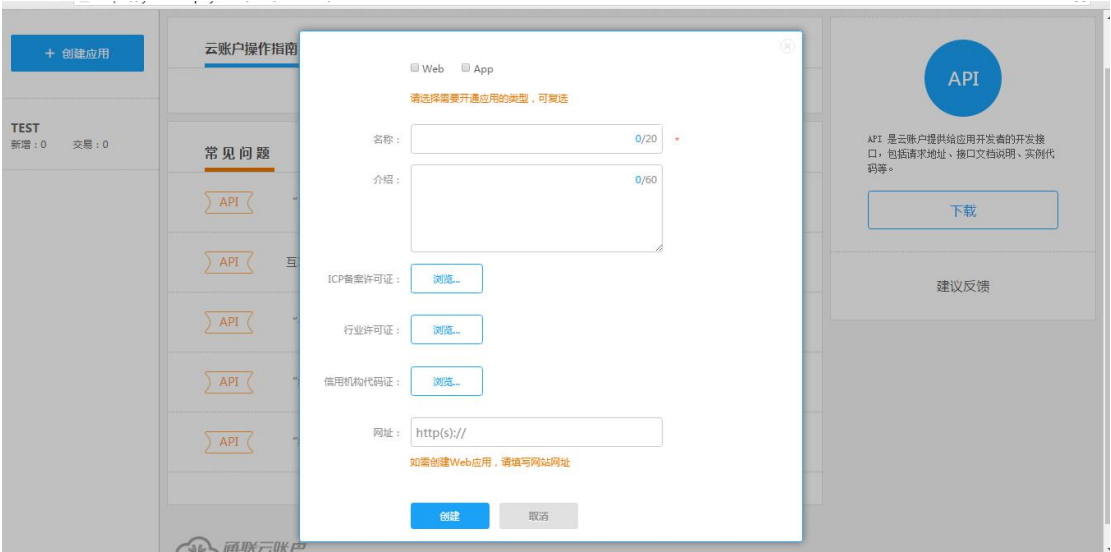 + 创建应用
TEST
新增：0 交易：0
云账户操作指南
常见问题
API "
API 互
API "
API "
API "
通联云账户
Web App
请选择需要开通应用的类型，可复选
名称： 0/20 *
介绍： 0/60
ICP备案许可证： 浏览...
行业许可证： 浏览...
信用机构代码证： 浏览...
网址： http(s)://
如需创建Web应用，请填写网站网址
创建 取消
API
API 是云账户提供给应用开发者的开发接
口，包括请求地址、接口文档说明、实例代
码等。
下载
建议反馈